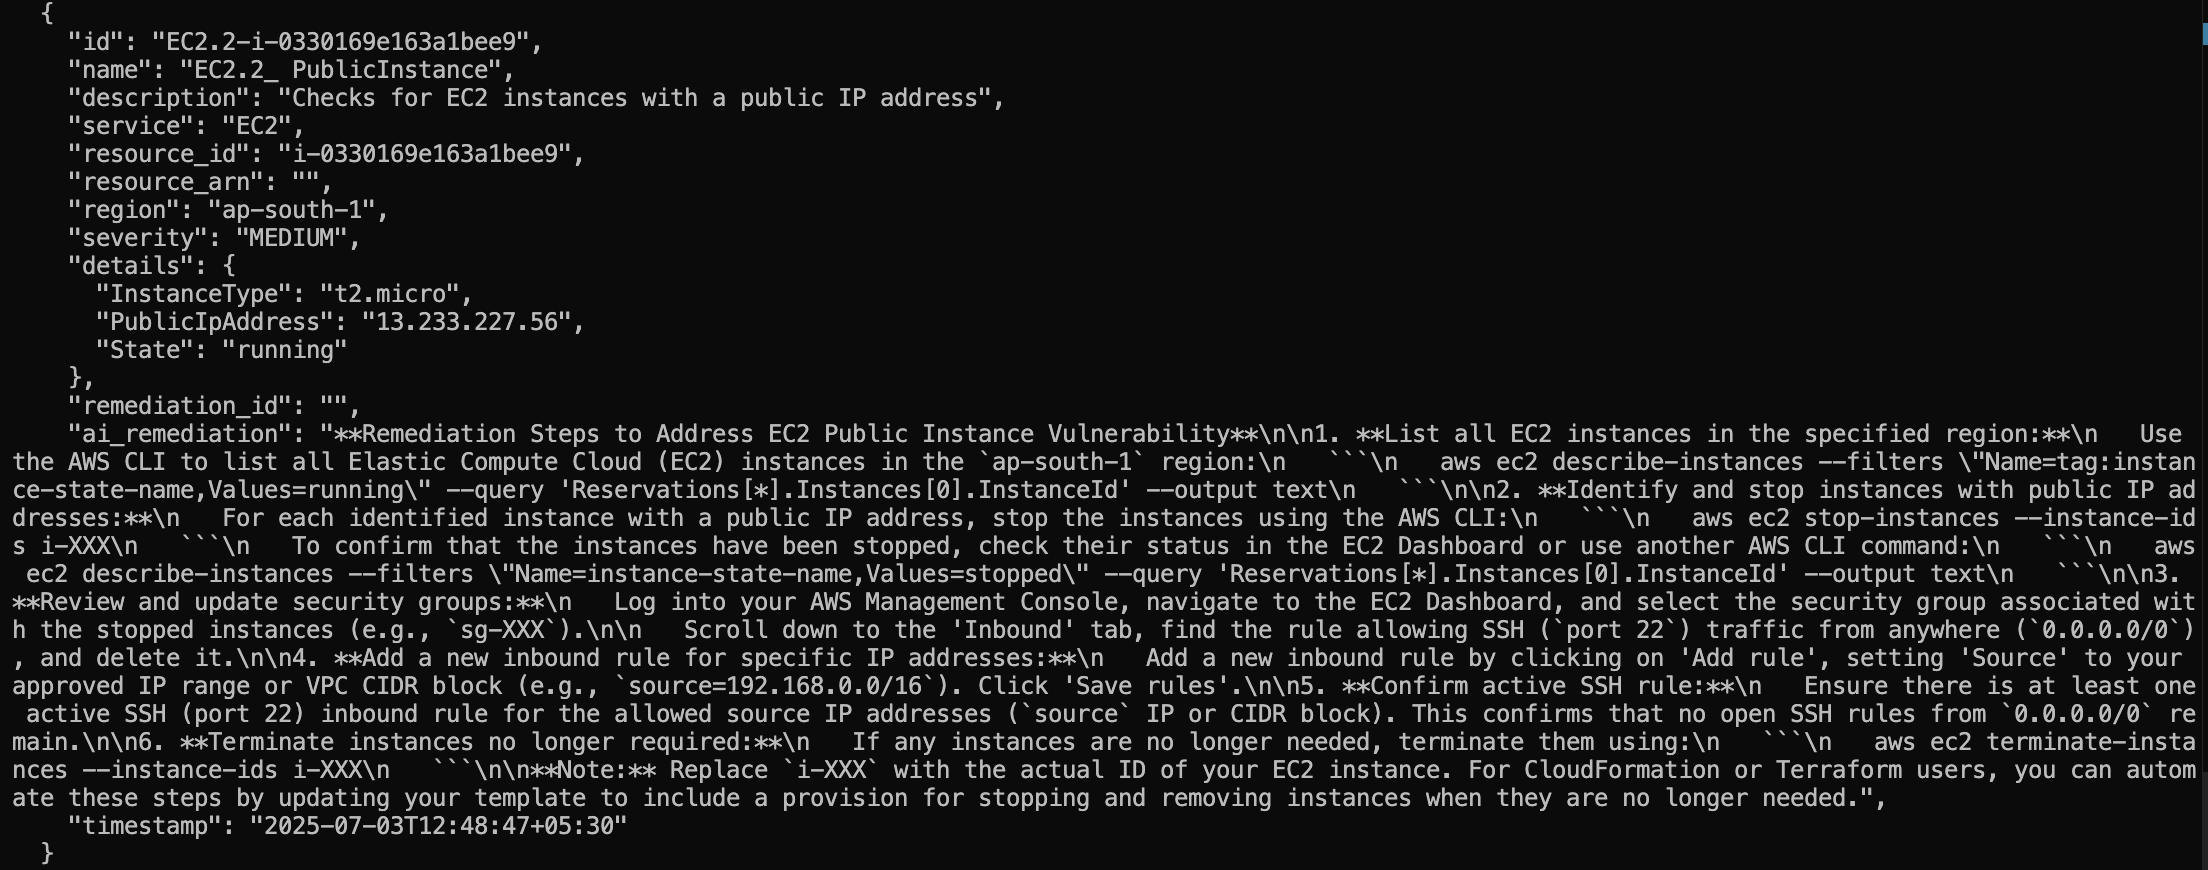 {
"id": "EC2.2-i-0330169e163a1bee9",
"name": "EC2.2_ PublicInstance",
"description": "Checks for EC2 instances with a public IP address",
"service": "EC2",
"resource_id": "i-0330169e163a1bee9",
"resource_arn": "",
"region": "ap-south-1",
"severity": "MEDIUM",
"details": {
"InstanceType": "t2.micro",
"PublicIpAddress": "13.233.227.56",
"State": "running"
},
"remediation_id": "",
"ai_remediation": "**Remediation Steps to Address EC2 Public Instance Vulnerability**\n\n1. **List all EC2 instances in the specified region:**\n   Use
the AWS CLI to list all Elastic Compute Cloud (EC2) instances in the `ap-south-1` region:\n   ```\n   aws ec2 describe-instances --filters \"Name=tag:instan
ce-state-name,Values=running\" --query 'Reservations[*].Instances[0].InstanceId' --output text\n   ```\n\n2. **Identify and stop instances with public IP ad
dresses:**\n   For each identified instance with a public IP address, stop the instances using the AWS CLI:\n   ```\n   aws ec2 stop-instances --instance-id
s i-XXX\n   ```\n   To confirm that the instances have been stopped, check their status in the EC2 Dashboard or use another AWS CLI command:\n   ```\n   aws
ec2 describe-instances --filters \"Name=instance-state-name,Values=stopped\" --query 'Reservations[*].Instances[0].InstanceId' --output text\n   ```\n\n3.
**Review and update security groups:**\n   Log into your AWS Management Console, navigate to the EC2 Dashboard, and select the security group associated wit
h the stopped instances (e.g., `sg-XXX`).\n\n   Scroll down to the 'Inbound' tab, find the rule allowing SSH (`port 22`) traffic from anywhere (`0.0.0.0/0`)
, and delete it.\n\n4. **Add a new inbound rule for specific IP addresses:**\n   Add a new inbound rule by clicking on 'Add rule', setting 'Source' to your
approved IP range or VPC CIDR block (e.g., `source=192.168.0.0/16`). Click 'Save rules'.\n\n5. **Confirm active SSH rule:**\n   Ensure there is at least one
active SSH (port 22) inbound rule for the allowed source IP addresses (`source` IP or CIDR block). This confirms that no open SSH rules from `0.0.0.0/0` re
main.\n\n6. **Terminate instances no longer required:**\n   If any instances are no longer needed, terminate them using:\n   ```\n   aws ec2 terminate-insta
nces --instance-ids i-XXX\n   ```\n\n**Note:** Replace `i-XXX` with the actual ID of your EC2 instance. For CloudFormation or Terraform users, you can autom
ate these steps by updating your template to include a provision for stopping and removing instances when they are no longer needed.",
"timestamp": "2025-07-03T12:48:47+05:30"
}